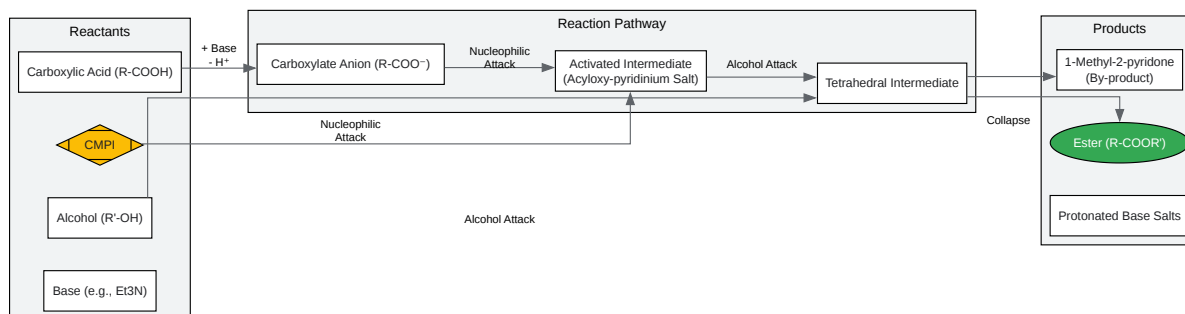 Reactants
Carboxylic Acid (R-COOH)
CMPI
Alcohol (R'-OH)
Base (e.g., Et3N)
+ Base
- H⁺
Reaction Pathway
Carboxylate Anion (R-COO⁻)
Nucleophilic
Attack
Activated Intermediate
(Acyloxy-pyridinium Salt)
Alcohol Attack
Tetrahedral Intermediate
Nucleophilic
Attack
Alcohol Attack
Collapse
Products
1-Methyl-2-pyridone
(By-product)
Ester (R-COOR')
Protonated Base Salts